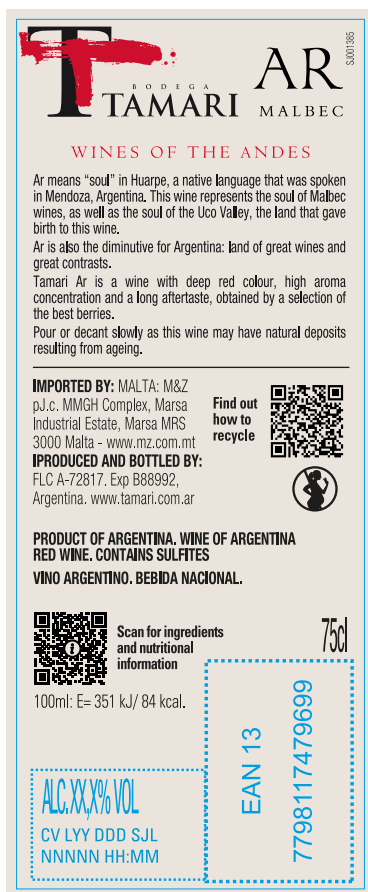 SJ001385
BODEGA
TAMARI
AR
MALBEC
WINES OF THE ANDES
Ar means “soul” in Huarpe, a native language that was spoken
in Mendoza, Argentina. This wine represents the soul of Malbec
wines, as well as the soul of the Uco Valley, the land that gave
birth to this wine.
Ar is also the diminutive for Argentina: land of great wines and
great contrasts.
Tamari Ar is a wine with deep red colour, high aroma
concentration and a long aftertaste, obtained by a selection of
the best berries.
Pour or decant slowly as this wine may have natural deposits
resulting from ageing.
IMPORTED BY: MALTA: M&Z
pJ.c. MMGH Complex, Marsa
Industrial Estate, Marsa MRS
3000 Malta - www.mz.com.mt
IPRODUCED AND BOTTLED BY:
FLC A-72817. Exp B88992,
Argentina. www.tamari.com.ar
Find out
how to
recycle
PRODUCT OF ARGENTINA. WINE OF ARGENTINA
RED WINE. CONTAINS SULFITES
VINO ARGENTINO. BEBIDA NACIONAL.
Scan for ingredients
and nutritional
information
75cl
100ml: E= 351 kJ/ 84 kcal.
ALC.XX,X% VOL
CV LYY DDD SJL
NNNNN HH:MM
EAN 13
7798117479699